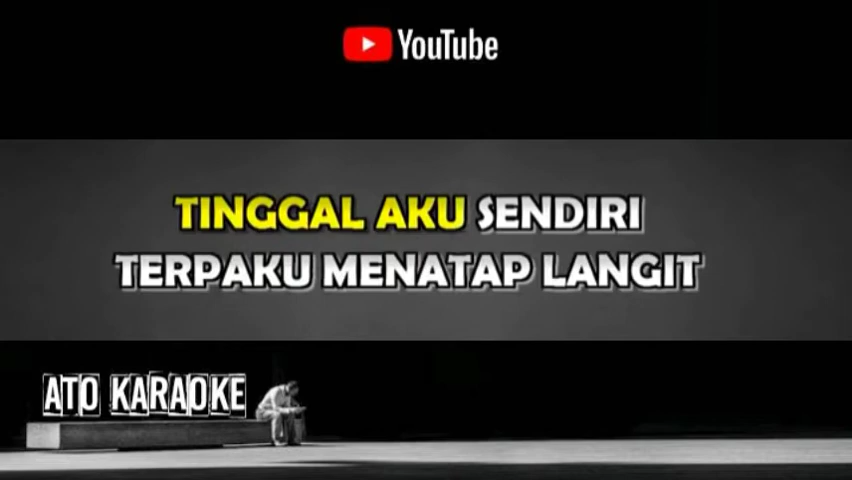 YouTube
TINGGAL AKU SENDIRI
TERPAKU MENATAP LANGIT
ATO KARAOKE